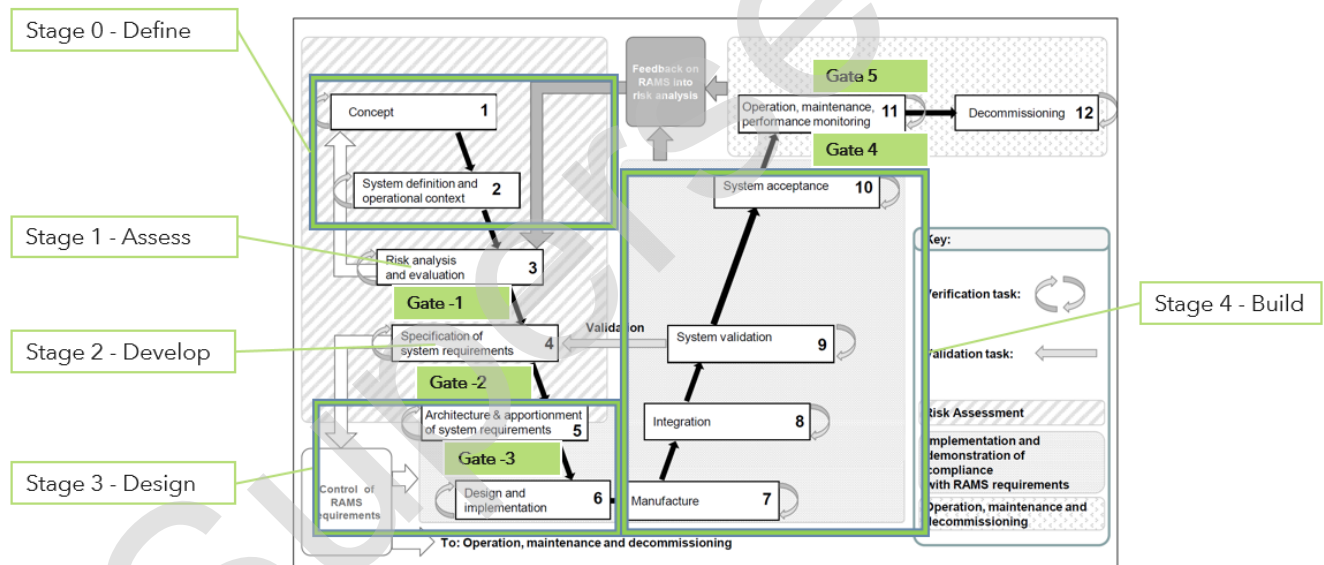 Stage 0 - Define
Stage 1 - Assess
Stage 2 - Develop
Stage 3 - Design
Concept 1
System definition and
operational context 2
Risk analysis
and evaluation 3
Gate -1
Specification of
system requirements 4
Gate -2
Architecture & apportionment
of system requirements 5
Gate -3
Design and
implementation 6
Control of
RAMS
equirements
To: Operation, maintenance and decommissioning
Feedback on
RAMS into
risk analysis
Validation
Gate 5
Operation, maintenance,
performance monitoring 11
Gate 4
Decommissioning 12
System acceptance 10
System validation 9
Integration 8
Manufacture 7
Key:
Verification task:
Validation task:
Risk Assessment
Implementation and
demonstration of
compliance
with RAMS requirements
Operation, maintenance and
decommissioning
Stage 4 - Build